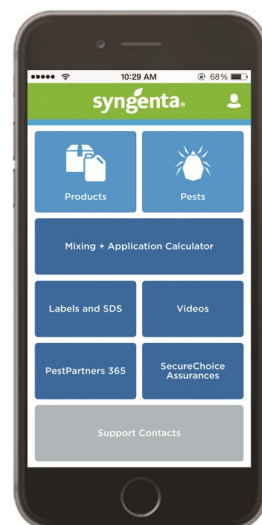 10:29 AM
68%
syngenta®
Products
Pests
Mixing + Application Calculator
Labels and SDS
Videos
PestPartners 365
SecureChoice
Assurances
Support Contacts